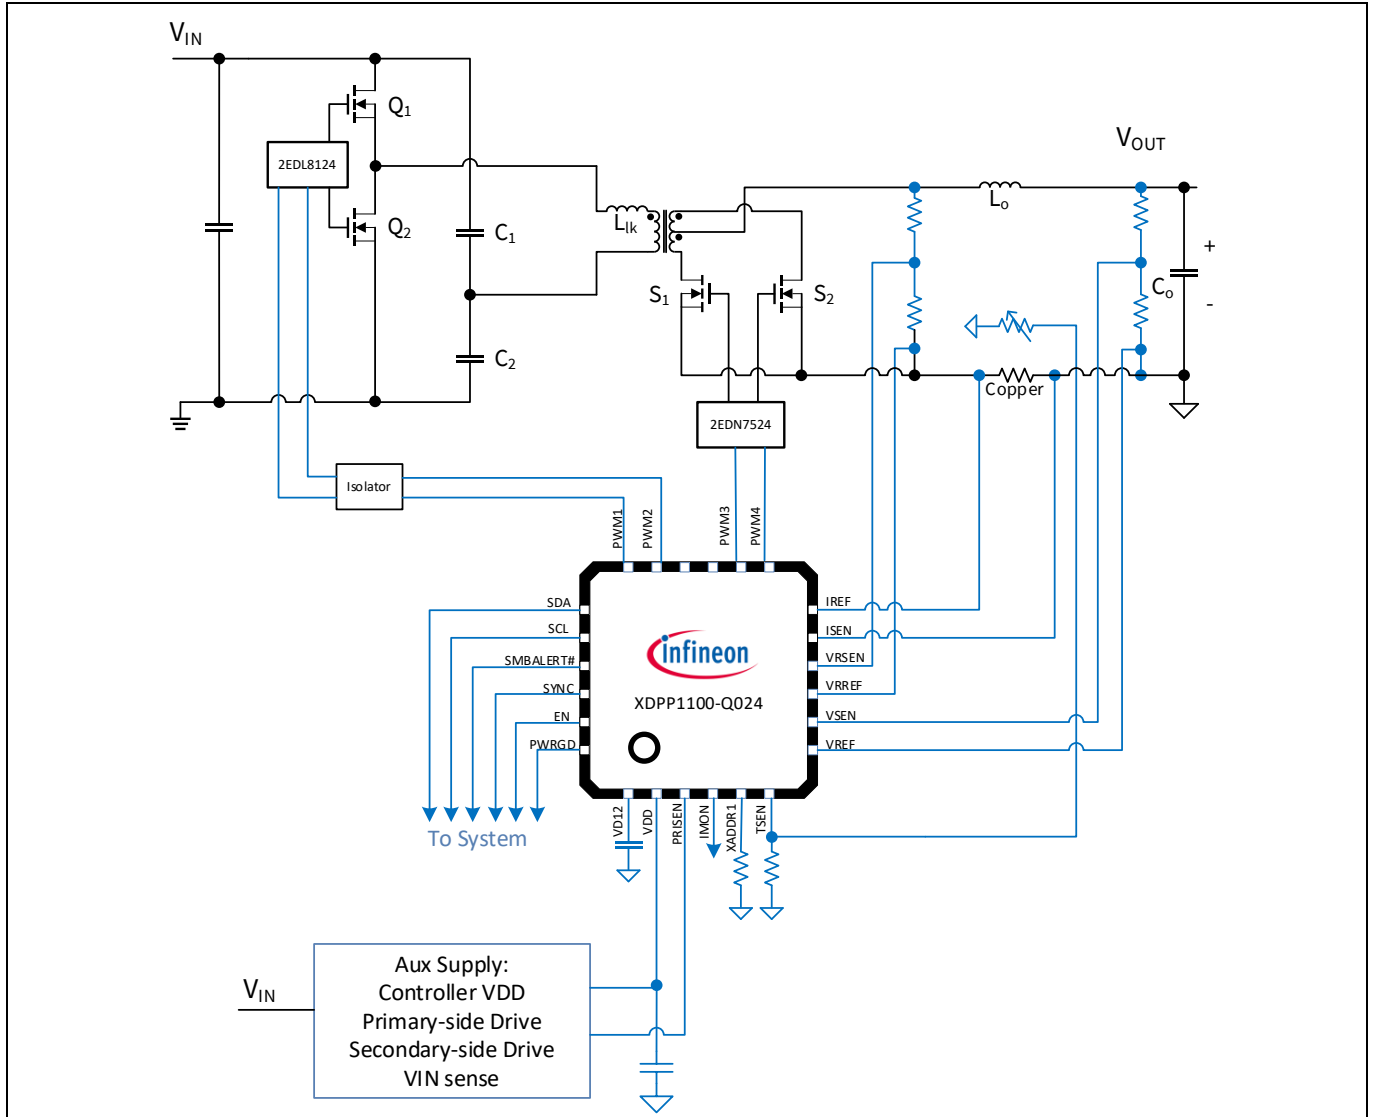 VIN
Q1
VOUT
2EDL8124
Lo
Llk
Q2
C1
+
S1
S2
Co
-
C2
Copper
2EDN7524
Isolator
PWM1
PWM2
PWM3
PWM4
SDA
IREF
SCL
ISEN
infineon
SMBALERT#
VRSEN
SYNC
VRREF
XDPP1100-Q024
EN
VSEN
PWRGD
VREF
VD12
VDD
PRISEN
IMON
XADDR1
TSEN
To System
Aux Supply:
VIN
Controller VDD
Primary-side Drive
Secondary-side Drive
VIN sense